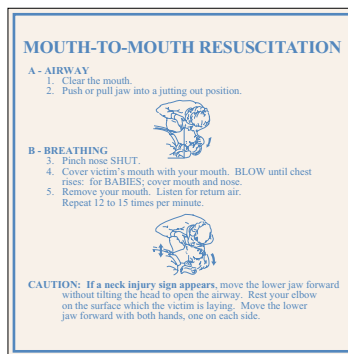 MOUTH-TO-MOUTH RESUSCITATION
A - AIRWAY
1. Clear the mouth.
2. Push or pull jaw into a jutting out position.
B - BREATHING
3. Pinch nose SHUT.
4. Cover victim's mouth with your mouth. BLOW until chest
rises: for BABIES; cover mouth and nose.
5. Remove your mouth. Listen for return air.
Repeat 12 to 15 times per minute.
CAUTION: If a neck injury sign appears, move the lower jaw forward
without tilting the head to open the airway. Rest your elbow
on the surface which the victim is laying. Move the lower
jaw forward with both hands, one on each side.